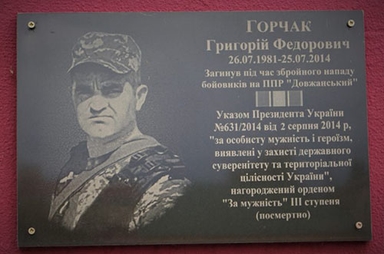 ГОРЧАК
Григорій Федорович
26.07.1981-25.07.2014
Загинув під час збройного нападу
бойовиків на ППР "Довжанський"
Указом Президента України
№631/2014 від 2 серпня 2014 р,
"за особисту мужність і героїзм,
виявлені у захисті державного
суверенітету та територіальної
цілісності України",
нагороджений орденом
"За мужність" III ступеня
(посмертно)